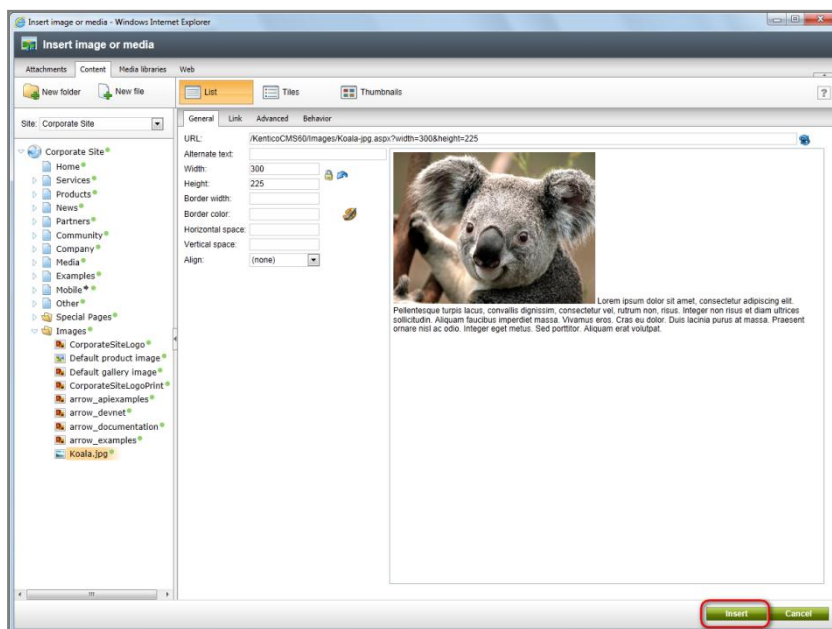 Insert image or media - Windows Internet Explorer
Insert image or media
Attachments Content Media libraries Web
New folder New file List Tiles Thumbnails ?
Site: Corporate Site
General Link Advanced Behavior
URL: /KenticoCMS60/Images/Koala-jpg.aspx?width=300&height=225
Alternate text:
Width: 300
Height: 225
Border width:
Border color:
Horizontal space:
Vertical space:
Align: (none)
Corporate Site
Home
Services
Products
News
Partners
Community
Company
Media
Examples
Mobile
Other
Special Pages
Images
CorporateSiteLogo
Default product image
Default gallery image
CorporateSiteLogoPrint
arrow_apiexamples
arrow_devnet
arrow_documentation
arrow_examples
Koala.jpg
Lorem ipsum dolor sit amet, consectetur adipiscing elit.
Pellentesque turpis lacus, convallis dignissim, consectetur vel, rutrum non, risus. Integer non risus et diam ultrices
sollicitudin. Aliquam faucibus imperdiet massa. Vivamus eros. Cras eu dolor. Duis lacinia purus at massa. Praesent
ornare nisl ac odio. Integer eget metus. Sed porttitor. Aliquam erat volutpat.
Insert Cancel